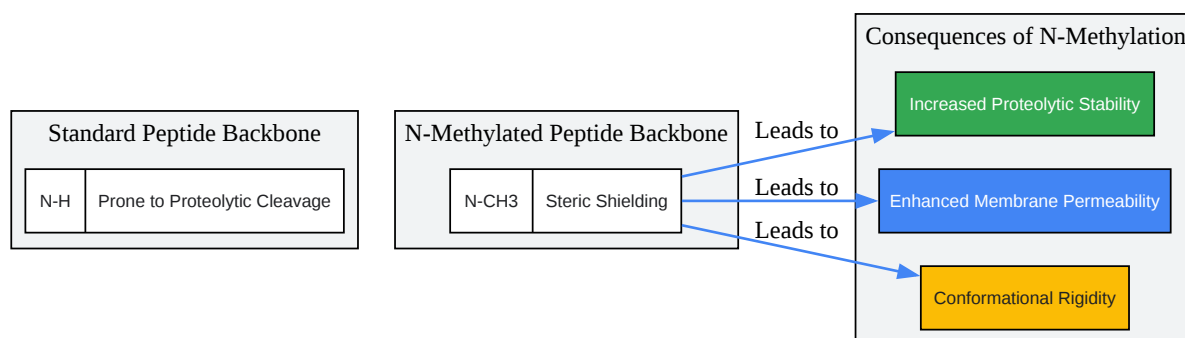 Standard Peptide Backbone
N-H
Prone to Proteolytic Cleavage
N-Methylated Peptide Backbone
N-CH3
Steric Shielding
Leads to
Leads to
Leads to
Consequences of N-Methylation
Increased Proteolytic Stability
Enhanced Membrane Permeability
Conformational Rigidity